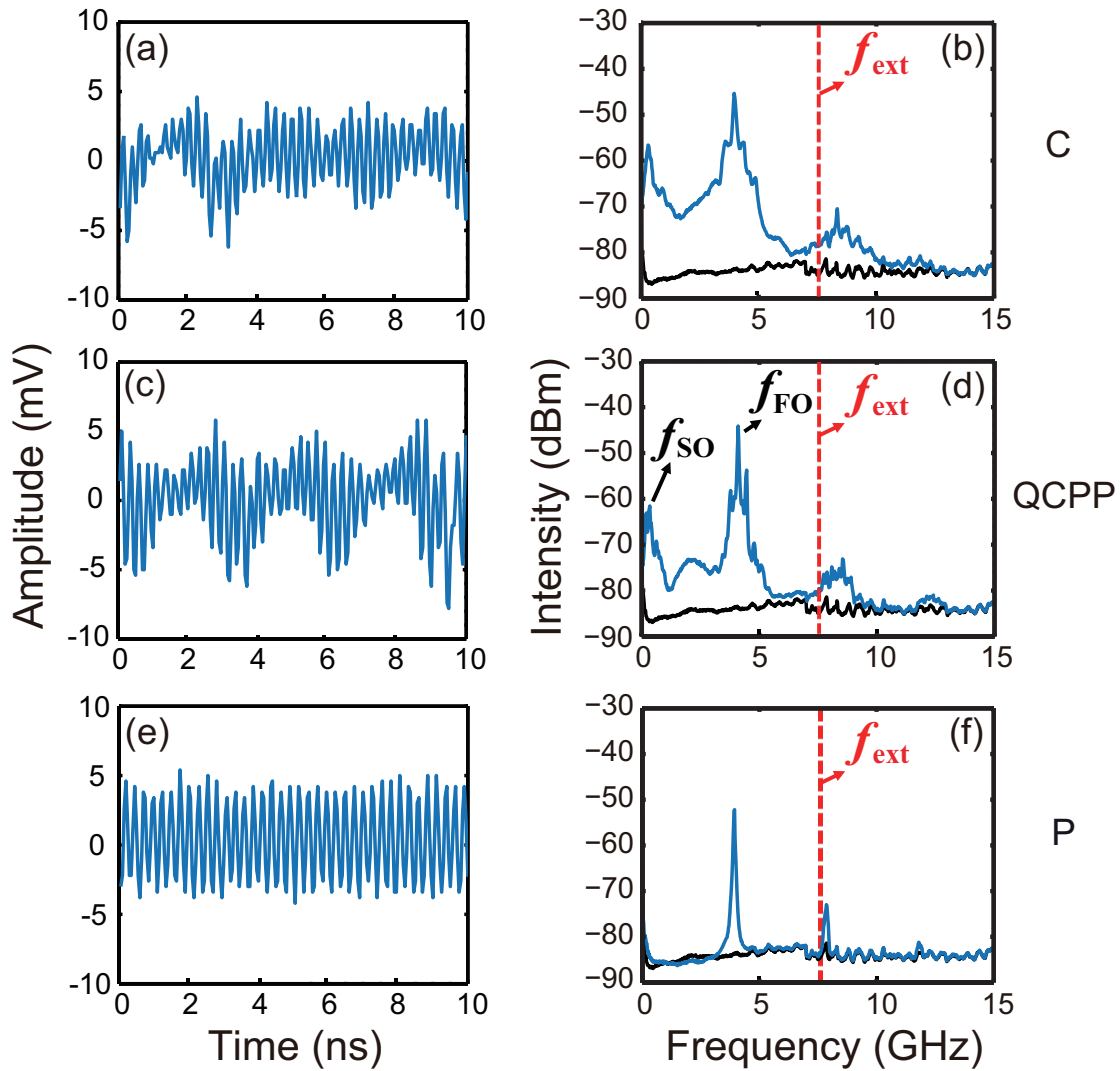 Amplitude (mV)
Intensity (dBm)
(a)
10
5
0
-5
-10
0 2 4 6 8 10
(b)
f_ext
−30
−40
−50
−60
−70
−80
−90
0 5 10 15
C
(c)
10
5
0
-5
-10
0 2 4 6 8 10
(d)
f_SO
f_FO
f_ext
−30
−40
−50
−60
−70
−80
−90
0 5 10 15
QCPP
(e)
10
5
0
-5
-10
0 2 4 6 8 10
(f)
f_ext
−30
−40
−50
−60
−70
−80
−90
0 5 10 15
P
Time (ns)
Frequency (GHz)